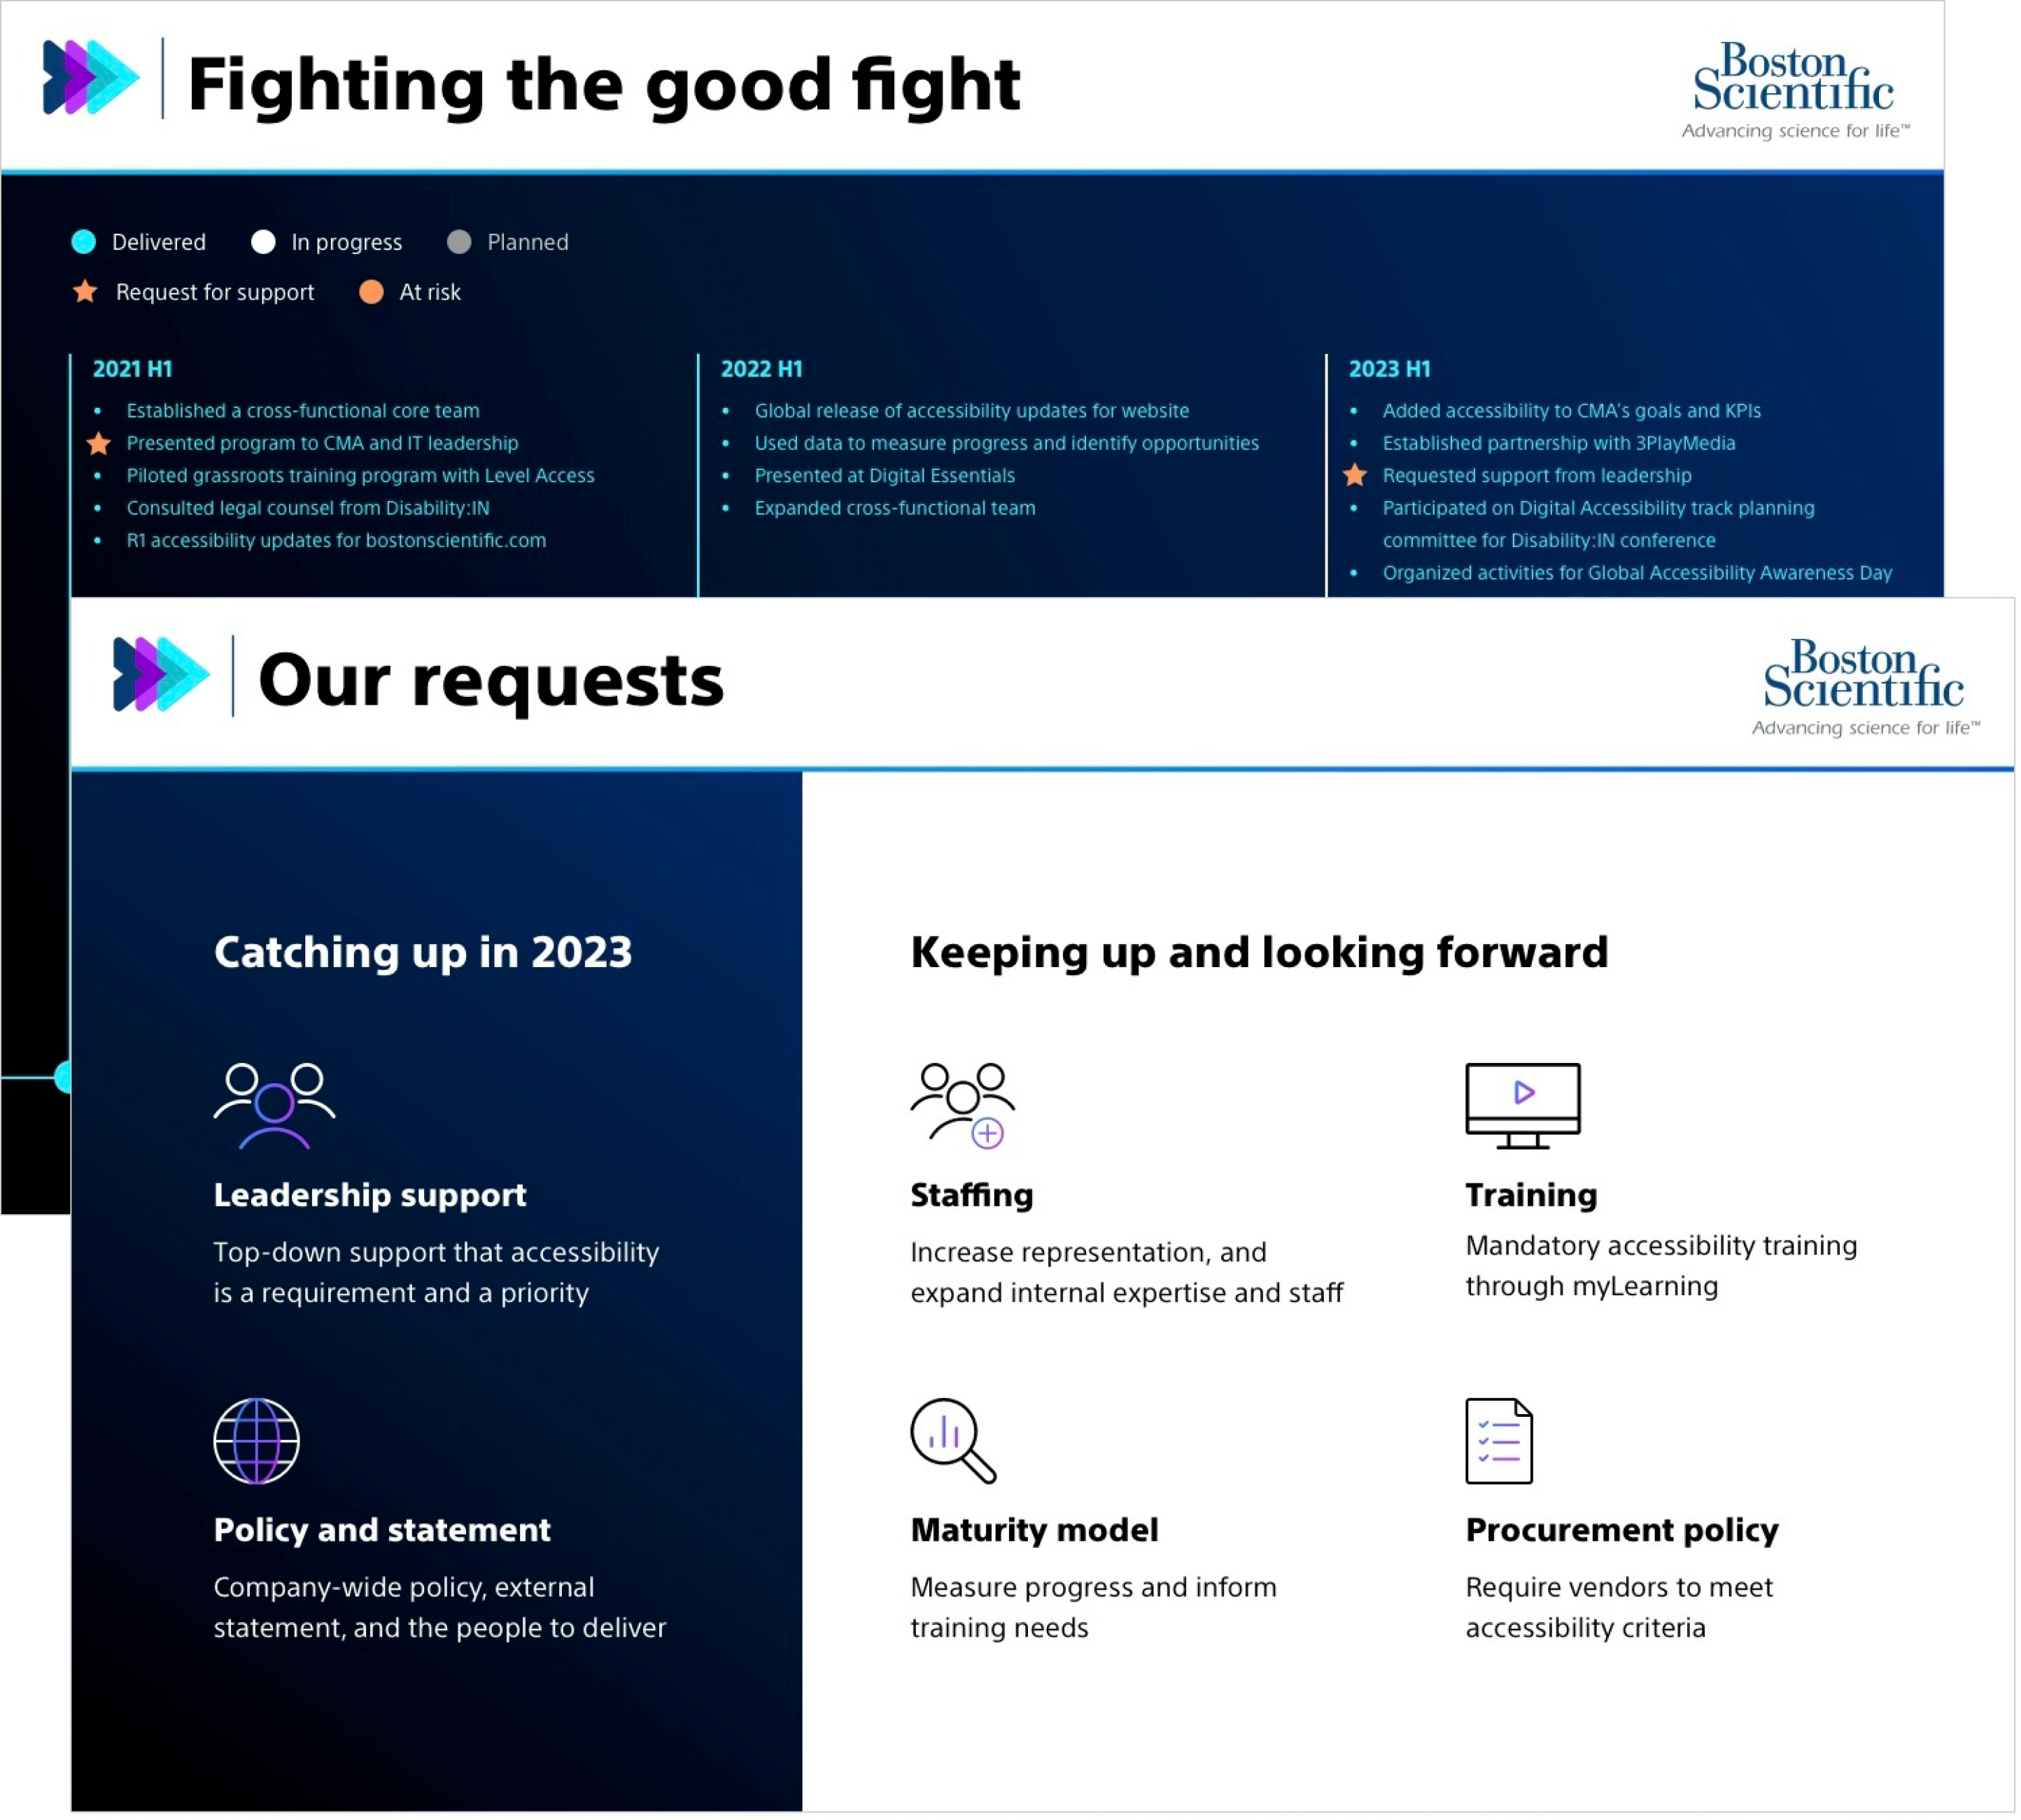 Fighting the good fight
Boston
Scientific
Advancing science for life™
Delivered
In progress
Planned
Request for support
At risk
2021 H1
• Established a cross-functional core team
Presented program to CMA and IT leadership
• Piloted grassroots training program with Level Access
• Consulted legal counsel from Disability:IN
• R1 accessibility updates for bostonscientific.com
2022 H1
• Global release of accessibility updates for website
• Used data to measure progress and identify opportunities
• Presented at Digital Essentials
• Expanded cross-functional team
2023 H1
• Added accessibility to CMA's goals and KPIs
• Established partnership with 3PlayMedia
Requested support from leadership
• Participated on Digital Accessibility track planning
committee for Disability:IN conference
• Organized activities for Global Accessibility Awareness Day
Our requests
Boston
Scientific
Advancing science for life™
Catching up in 2023
Leadership support
Top-down support that accessibility
is a requirement and a priority
Policy and statement
Company-wide policy, external
statement, and the people to deliver
Keeping up and looking forward
Staffing
Increase representation, and
expand internal expertise and staff
Training
Mandatory accessibility training
through myLearning
Maturity model
Measure progress and inform
training needs
Procurement policy
Require vendors to meet
accessibility criteria